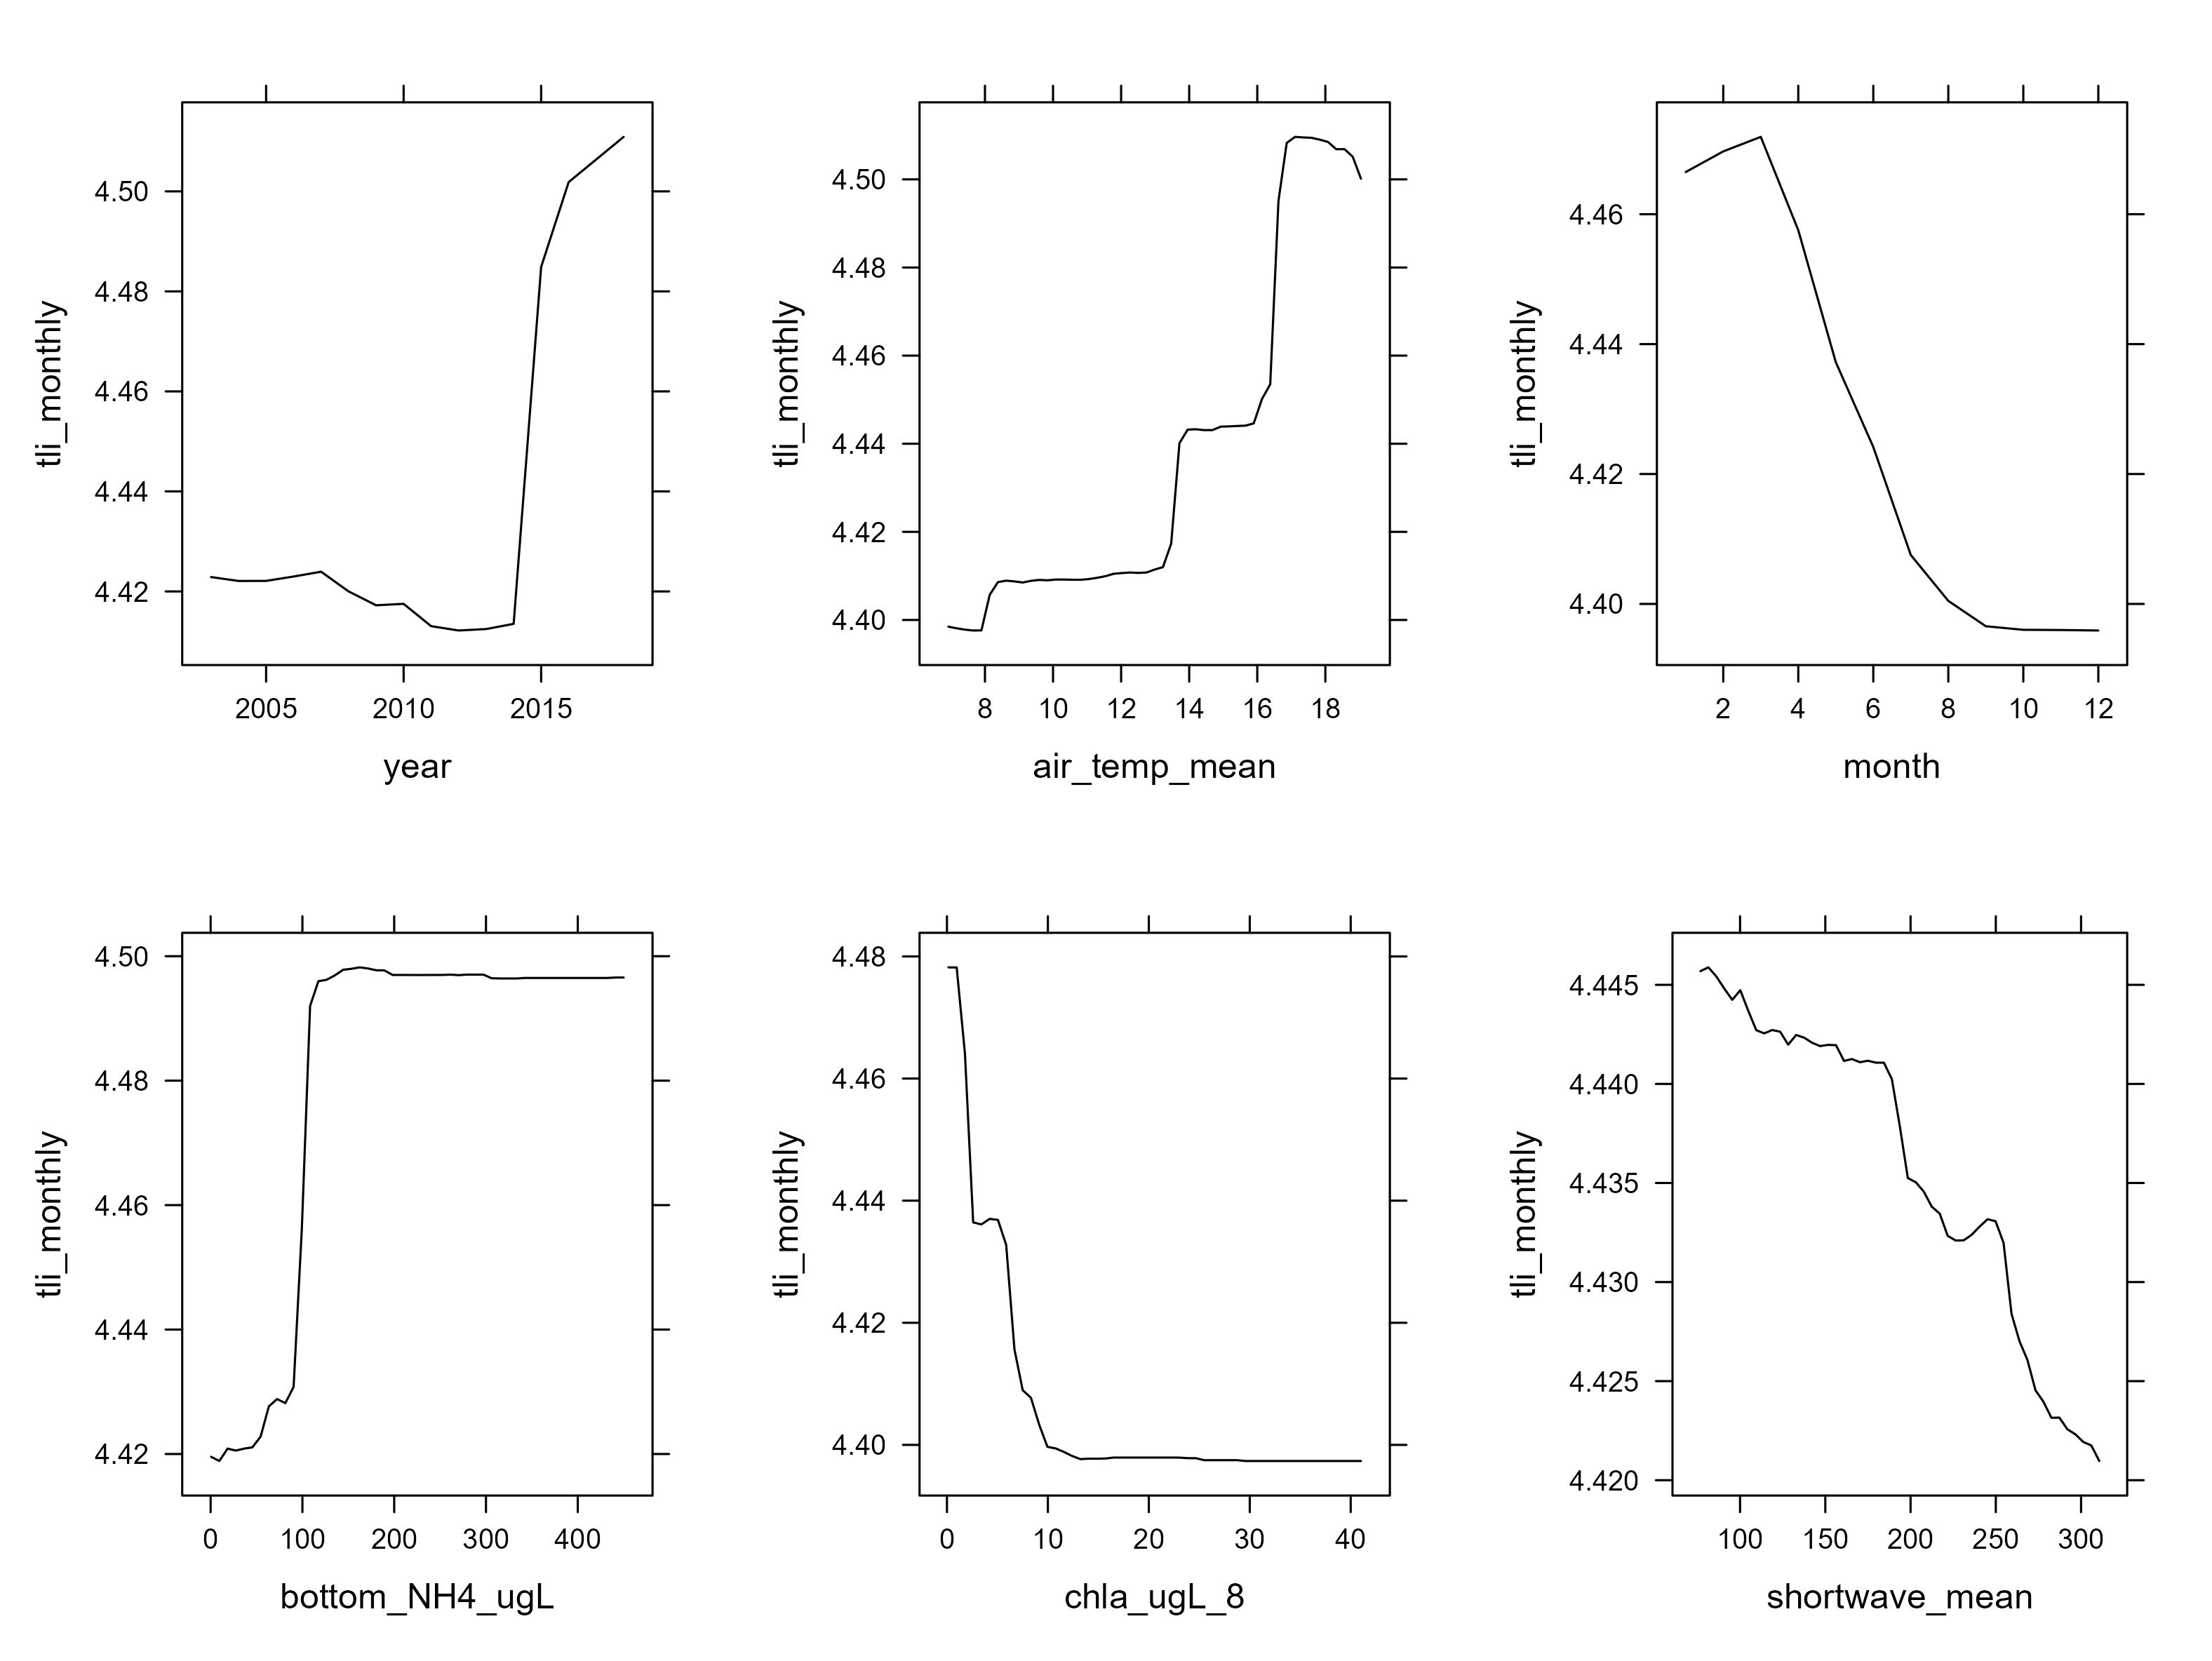 tli_monthly
4.50
4.48
4.46
4.44
4.42
2005 2010 2015
year
tli_monthly
4.50
4.48
4.46
4.44
4.42
4.40
8 10 12 14 16 18
air_temp_mean
tli_monthly
4.46
4.44
4.42
4.40
2 4 6 8 10 12
month
tli_monthly
4.50
4.48
4.46
4.44
4.42
0 100 200 300 400
bottom_NH4_ugL
tli_monthly
4.48
4.46
4.44
4.42
4.40
0 10 20 30 40
chla_ugL_8
tli_monthly
4.445
4.440
4.435
4.430
4.425
4.420
100 150 200 250 300
shortwave_mean